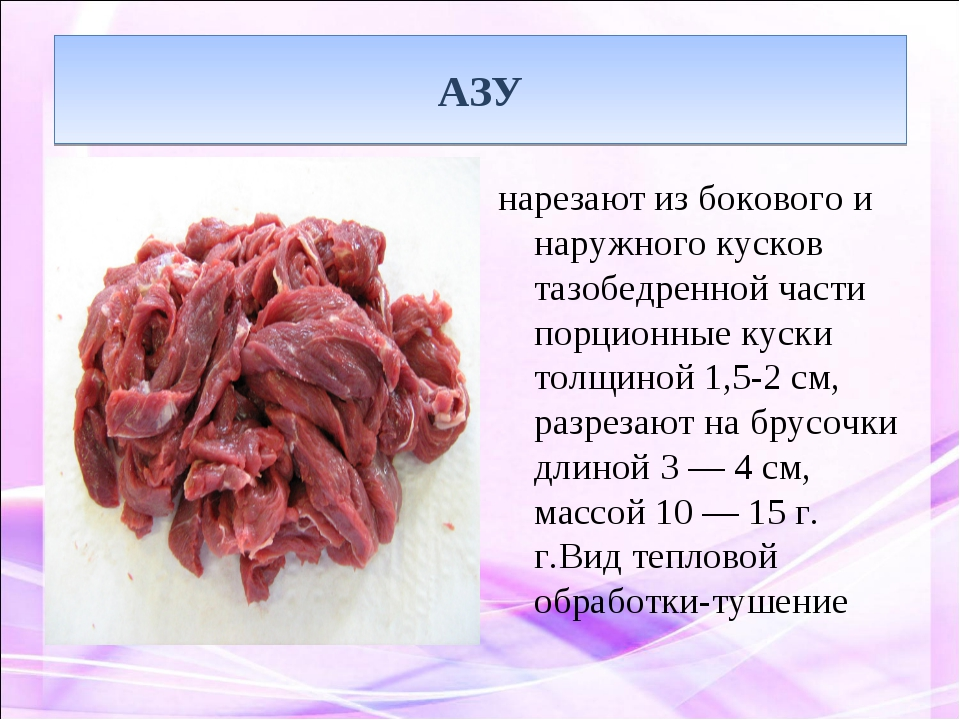 АЗУ
нарезают из бокового и
наружного кусков
тазобедренной части
порционные куски
толщиной 1,5-2 см,
разрезают на брусочки
длиной 3 — 4 см,
массой 10 — 15 г.
г.Вид тепловой
обработки-тушение